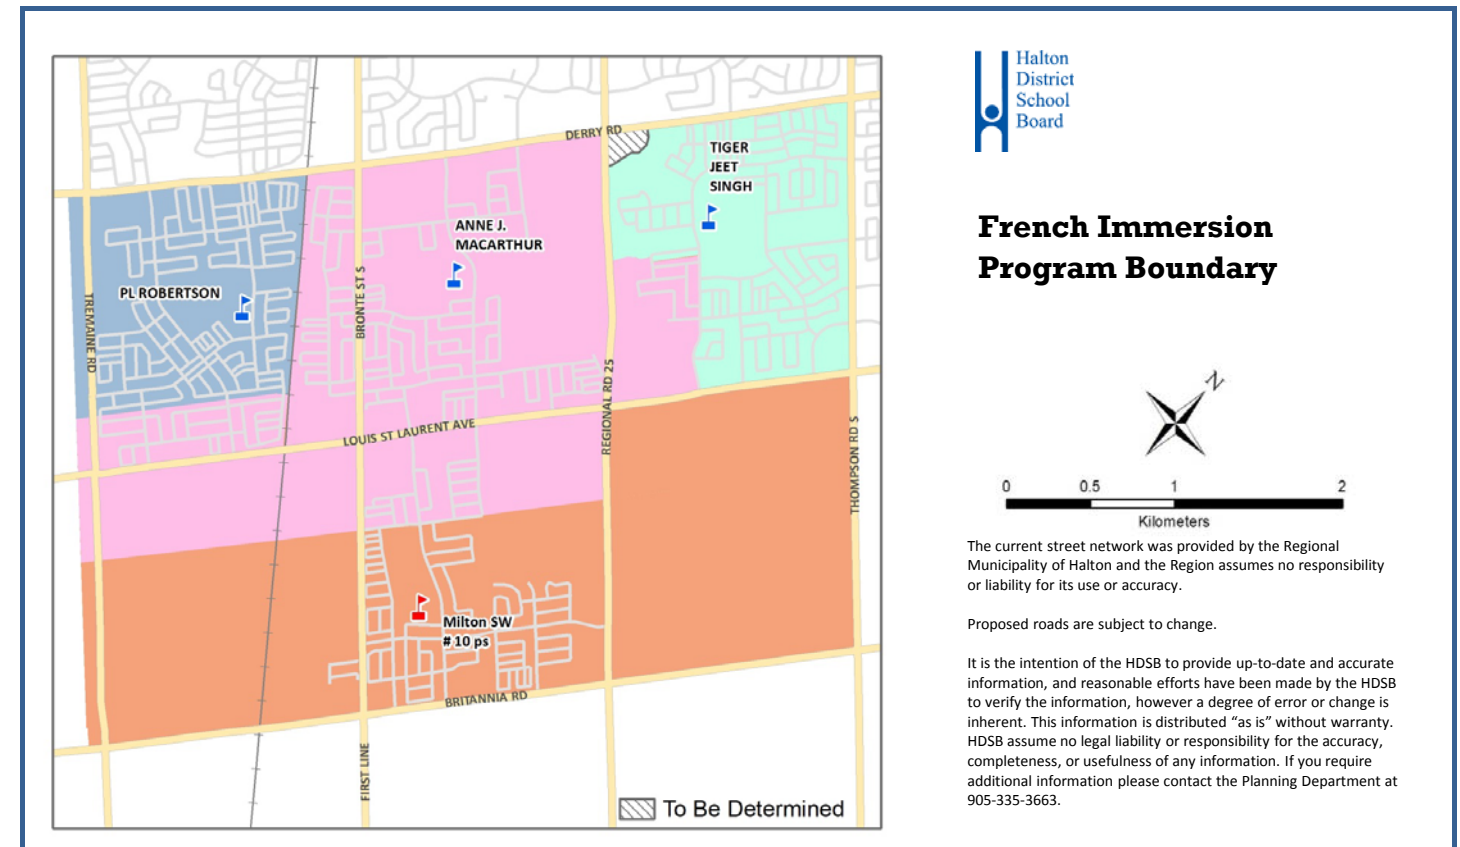 DERRY RD
TIGER
JEET
SINGH
ANNE J.
MACARTHUR
PL ROBERTSON
TREMAINE RD
BRONTE ST S
REGIONAL RD 25
LOUIS ST LAURENT AVE
THOMPSON RD S
Milton SW
# 10 ps
BRITANNIA RD
FIRST LINE
To Be Determined
Halton
District
School
Board
French Immersion
Program Boundary
N
0 0.5 1 2
Kilometers
The current street network was provided by the Regional
Municipality of Halton and the Region assumes no responsibility
or liability for its use or accuracy.
Proposed roads are subject to change.
It is the intention of the HDSB to provide up-to-date and accurate
information, and reasonable efforts have been made by the HDSB
to verify the information, however a degree of error or change is
inherent. This information is distributed “as is” without warranty.
HDSB assume no legal liability or responsibility for the accuracy,
completeness, or usefulness of any information. If you require
additional information please contact the Planning Department at
905-335-3663.